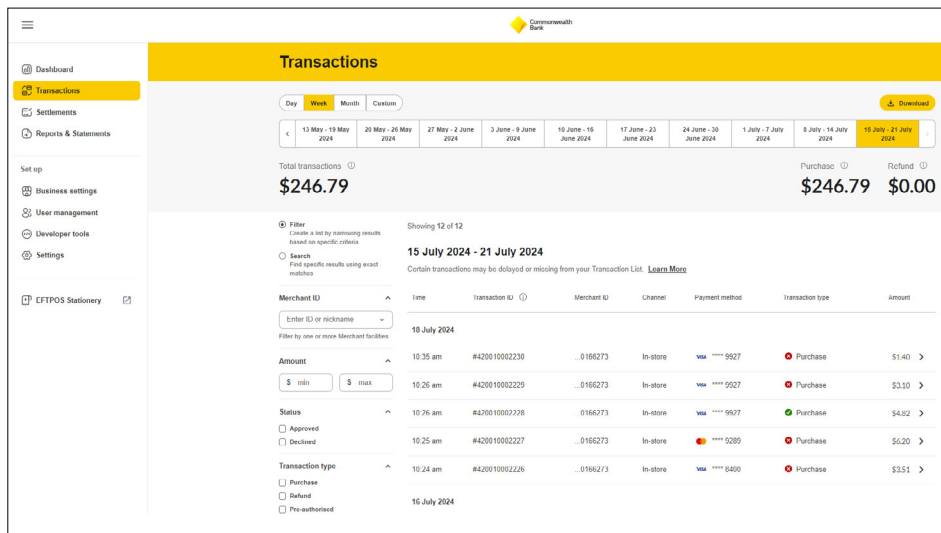 Commonwealth
Bank
Dashboard
Transactions
Settlements
Reports & Statements
Set up
Business settings
User management
Developer tools
Settings
EFTPOS Stationery
Transactions
Day Week Month Custom
Download
13 May - 19 May 2024
20 May - 26 May 2024
27 May - 2 June 2024
3 June - 9 June 2024
10 June - 16 June 2024
17 June - 23 June 2024
24 June - 30 June 2024
1 July - 7 July 2024
8 July - 14 July 2024
15 July - 21 July 2024
Total transactions
$246.79
Purchase
$246.79
Refund
$0.00
Filter
Create a list by narrowing results
based on specific criteria
Search
Find specific results using exact
matches
Merchant ID
Enter ID or nickname
Filter by one or more Merchant facilities
Amount
$ min $ max
Status
Approved
Declined
Transaction type
Purchase
Refund
Pre-authorised
Showing 12 of 12
15 July 2024 - 21 July 2024
Certain transactions may be delayed or missing from your Transaction List. Learn More
Time Transaction ID Merchant ID Channel Payment method Transaction type Amount
18 July 2024
10:35 am #420010002230 ...0166273 In-store VISA **** 9927 Purchase $1.40
10:26 am #420010002229 ...0166273 In-store VISA **** 9927 Purchase $3.10
10:26 am #420010002228 ...0166273 In-store VISA **** 9927 Purchase $4.82
10:25 am #420010002227 ...0166273 In-store **** 0289 Purchase $6.20
10:24 am #420010002226 ...0166273 In-store VISA **** 8400 Purchase $3.51
16 July 2024